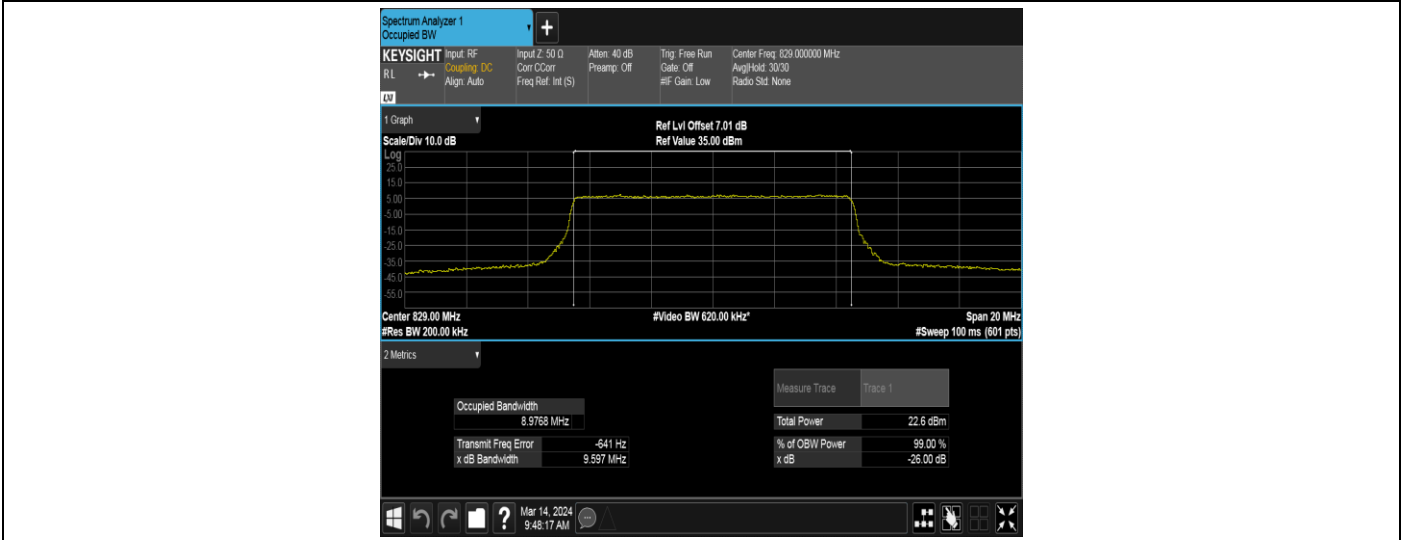 Spectrum Analyzer 1
Occupied BW
+
KEYSIGHT Input: RF Input Z: 50 Ω Atten: 40 dB Trig: Free Run Center Freq: 829.000000 MHz
RL Coupling: DC Corr CCorr Preamp: Off Gate: Off Avg|Hold: 30/30
Align: Auto Freq Ref: Int (S) #IF Gain: Low Radio Std: None
LXI
1 Graph
Ref Lvl Offset 7.01 dB
Scale/Div 10.0 dB Ref Value 35.00 dBm
Log
25.0
15.0
5.00
-5.00
-15.0
-25.0
-35.0
-45.0
-55.0
Center 829.00 MHz #Video BW 620.00 kHz* Span 20 MHz
#Res BW 200.00 kHz #Sweep 100 ms (601 pts)
2 Metrics
Measure Trace Trace 1
Occupied Bandwidth
8.9768 MHz Total Power 22.6 dBm
Transmit Freq Error -641 Hz % of OBW Power 99.00 %
x dB Bandwidth 9.597 MHz x dB -26.00 dB
? Mar 14, 2024
9:48:17 AM